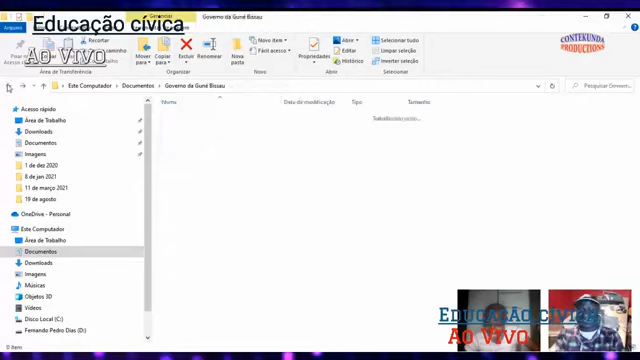 Educação cívica
Ao Vivo
Gerenciar
Governo da Guné Bissau
CONTEKUNDA
PRODUCTIONS
Arquivo
Recortar
Mover
para
Copiar
para
Excluir
Renomear
Nova
pasta
Novo item
Fácil acesso
Propriedades
Abrir
Editar
Histórico
Selecionar tudo
Limpar seleção
Inverter seleção
Área de Transferência
Organizar
Novo
Abrir
Selecionar
Este Computador
Documentos
Governo da Guné Bissau
Pesquisar
Nome
Data de modificação
Tipo
Tamanho
Acesso rápido
Área de Trabalho
Downloads
Documentos
Imagens
1 de dez 2020
8 de jan 2021
11 de março 2021
19 de agosto
OneDrive - Personal
Este Computador
Área de Trabalho
Documentos
Downloads
Imagens
Músicas
Objetos 3D
Vídeos
Disco Local (C:)
Fernando Pedro Dias (D:)
0 itens
Educação cívica
Ao Vivo